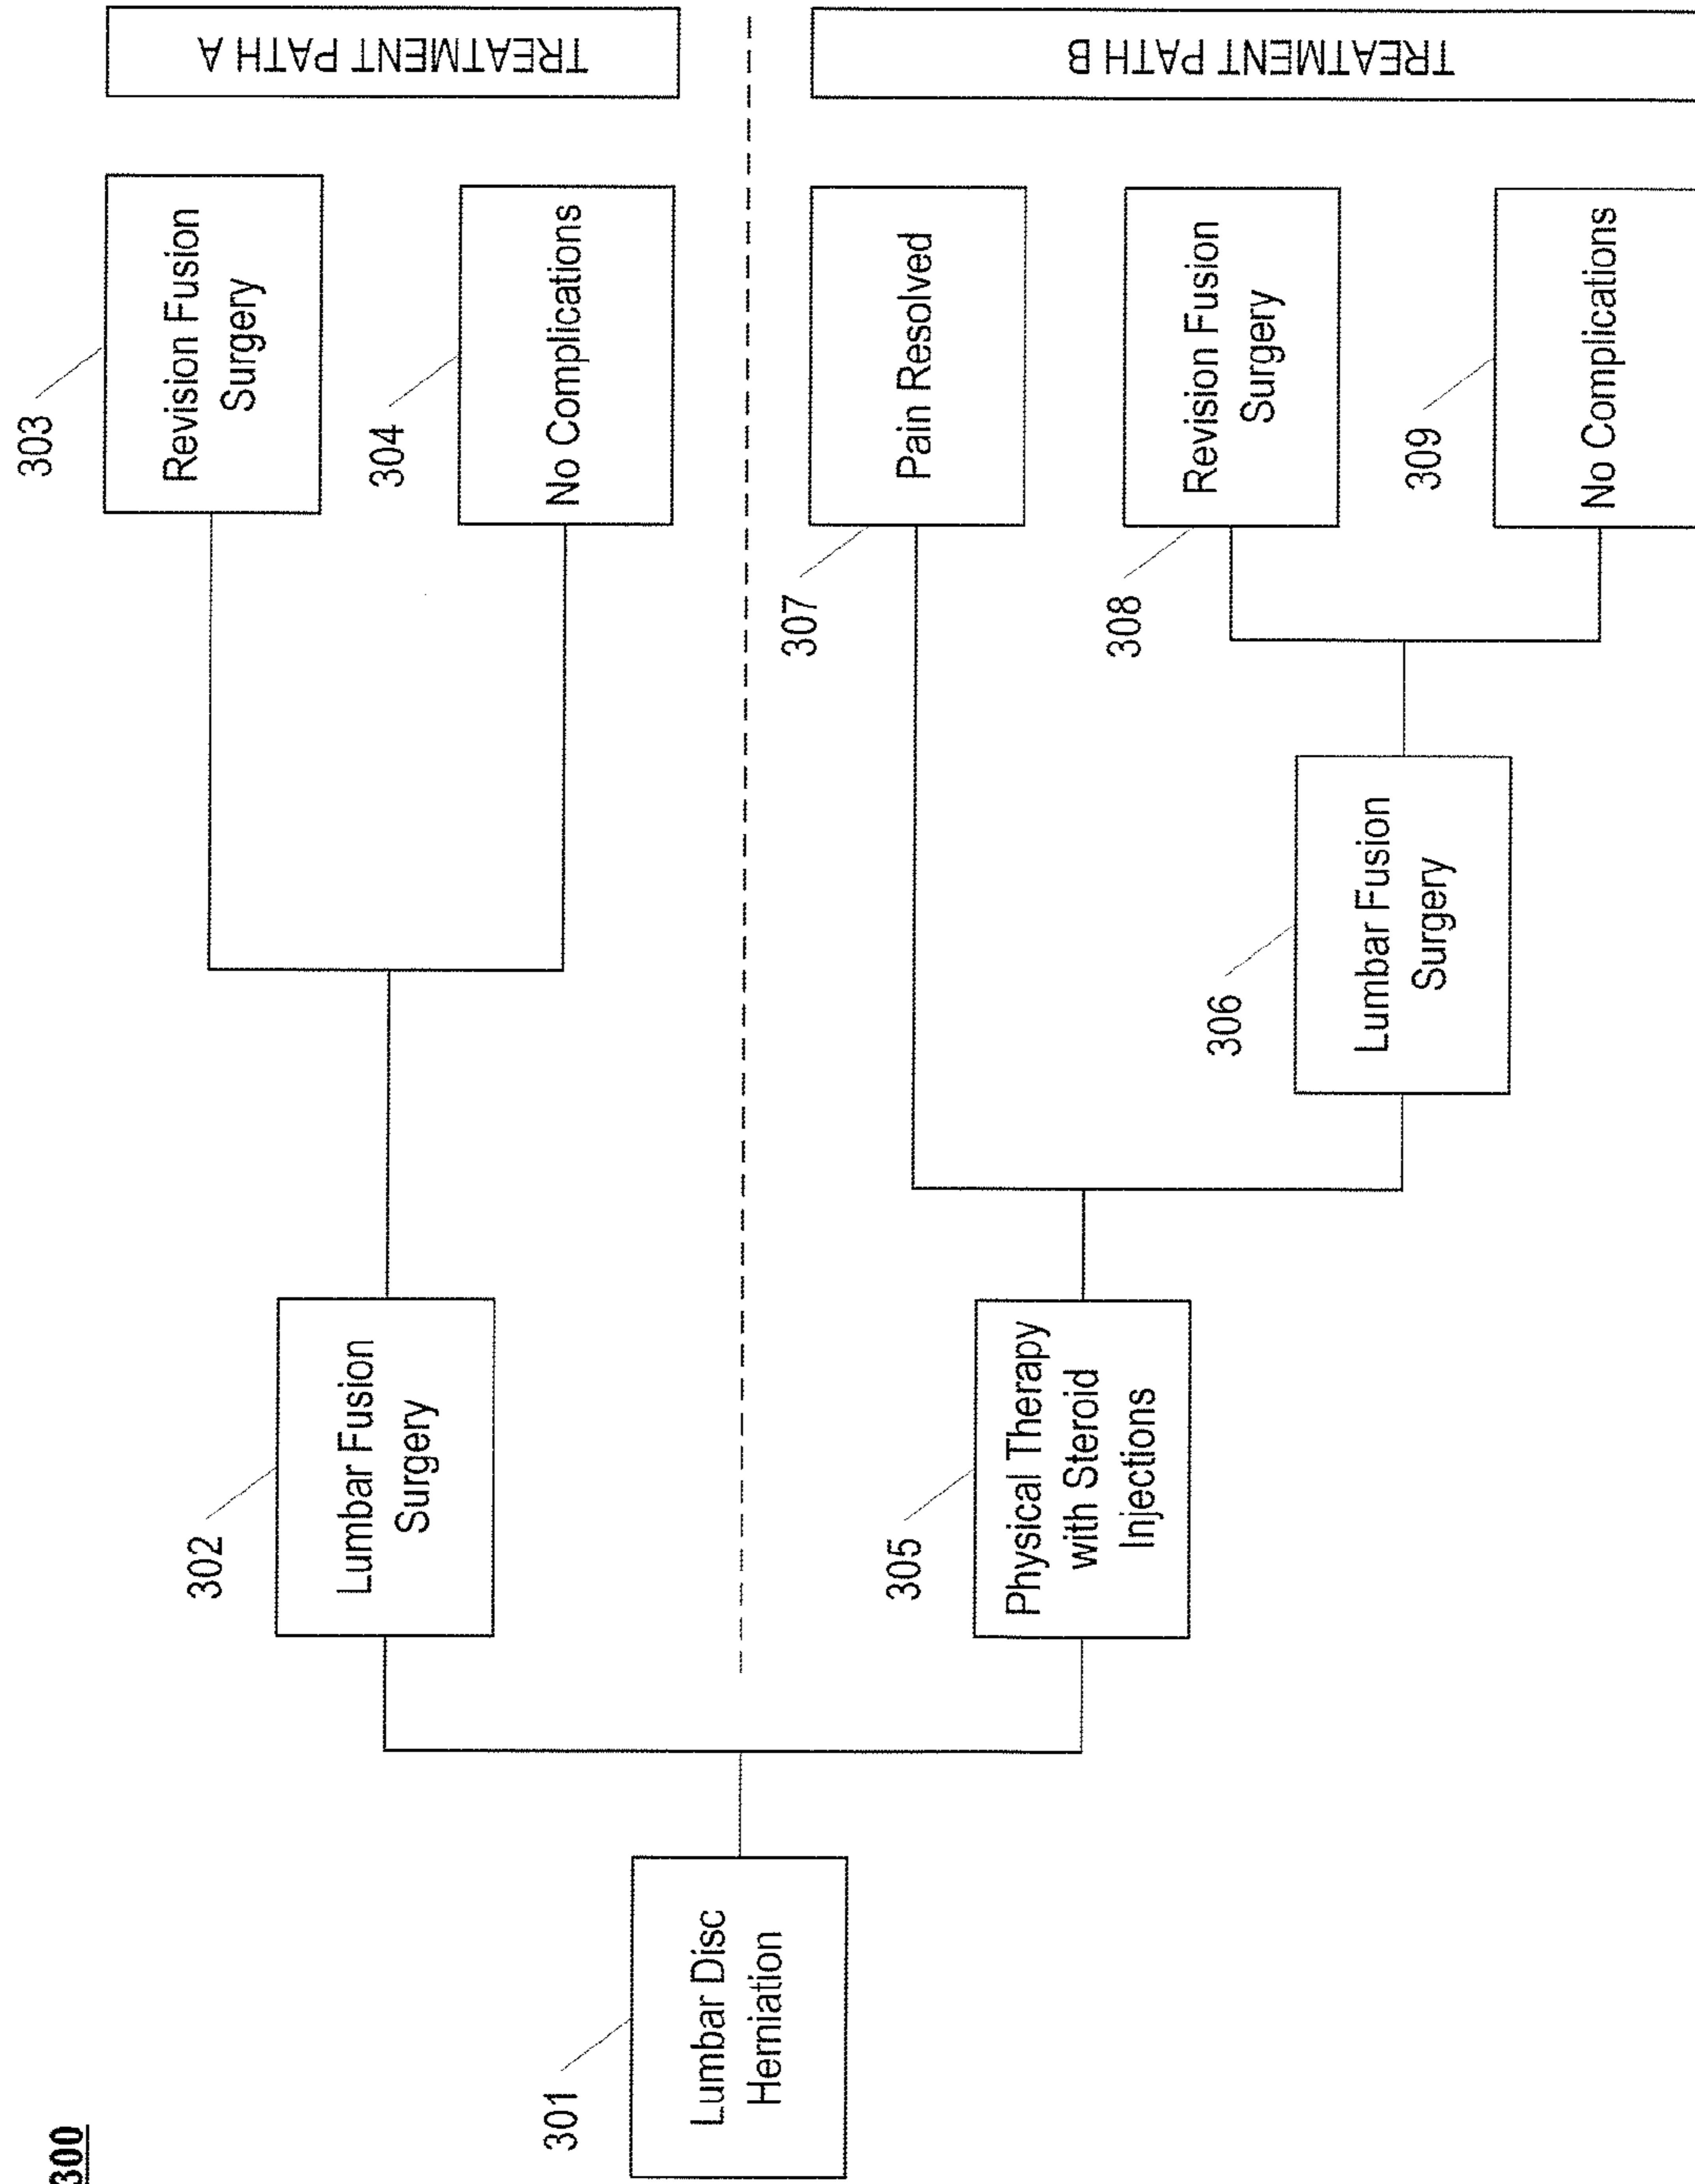 300
301
Lumbar Disc
Herniation
302
Lumbar Fusion
Surgery
303
Revision Fusion
Surgery
304
No Complications
TREATMENT PATH A
305
Physical Therapy
with Steroid
Injections
306
Lumbar Fusion
Surgery
307
Pain Resolved
308
Revision Fusion
Surgery
309
No Complications
TREATMENT PATH B